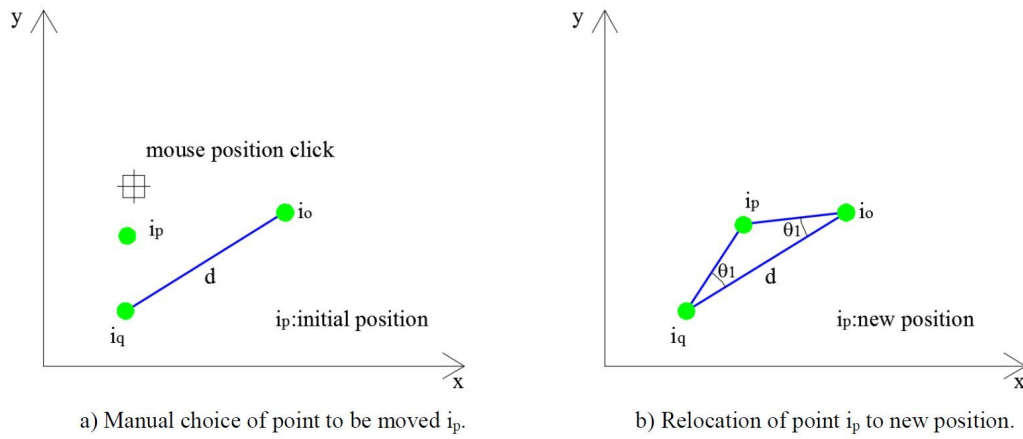 y
mouse position click
ip
io
d
iq
ip:initial position
x
a) Manual choice of point to be moved ip.
y
ip
io
θ1
θ1
d
iq
ip:new position
x
b) Relocation of point ip to new position.